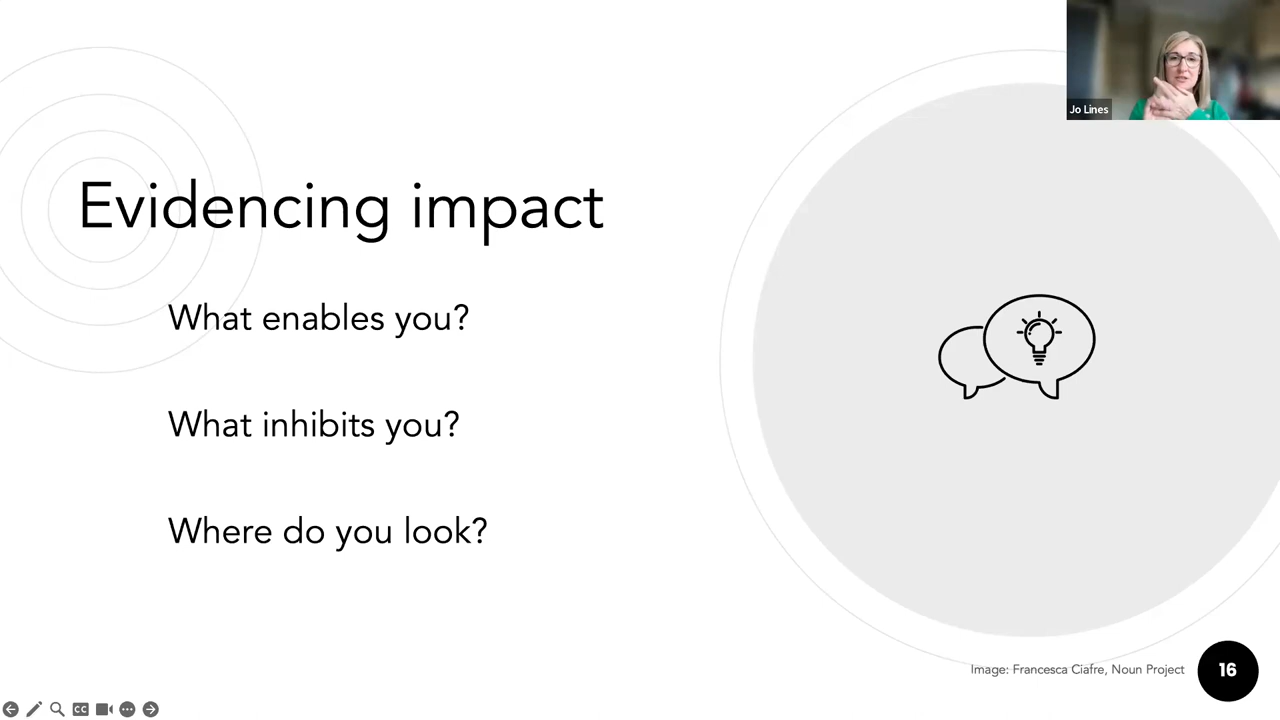 Jo Lines
Evidencing impact
What enables you?
What inhibits you?
Where do you look?
Image: Francesca Ciafre, Noun Project
16
CC